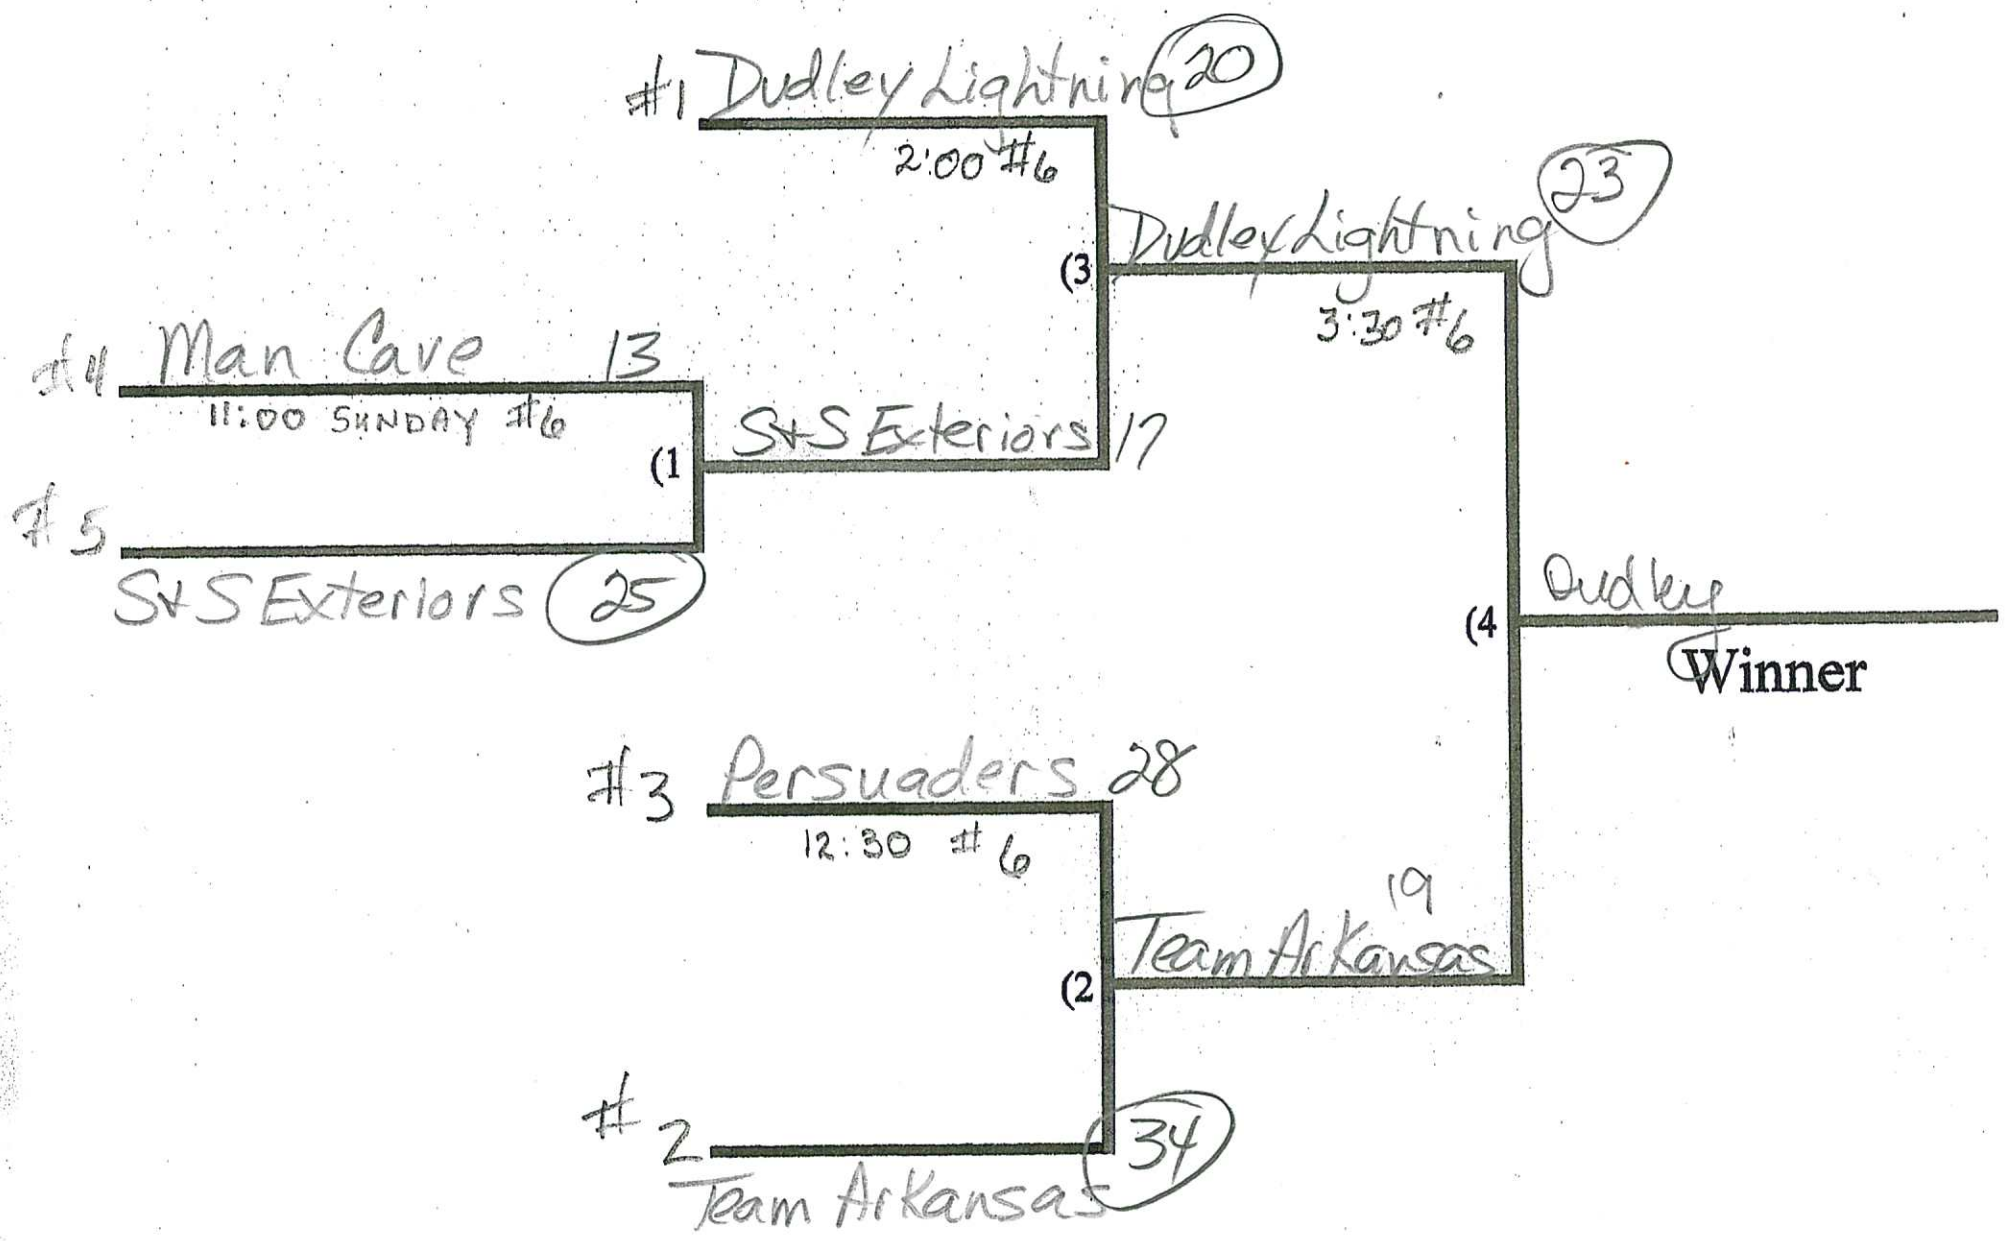 #1 Dudley Lightning 20
2:00 #6
Dudley Lightning 23
(3
3:30 #6
#4 Man Cave 13
11:00 SUNDAY #6
S+S Exteriors 17
(1
#5
S+S Exteriors 25
Dudley
(4
Winner
#3 Persuaders 28
12:30 #6
19
Team Arkansas
(2
#2
34
Team Arkansas